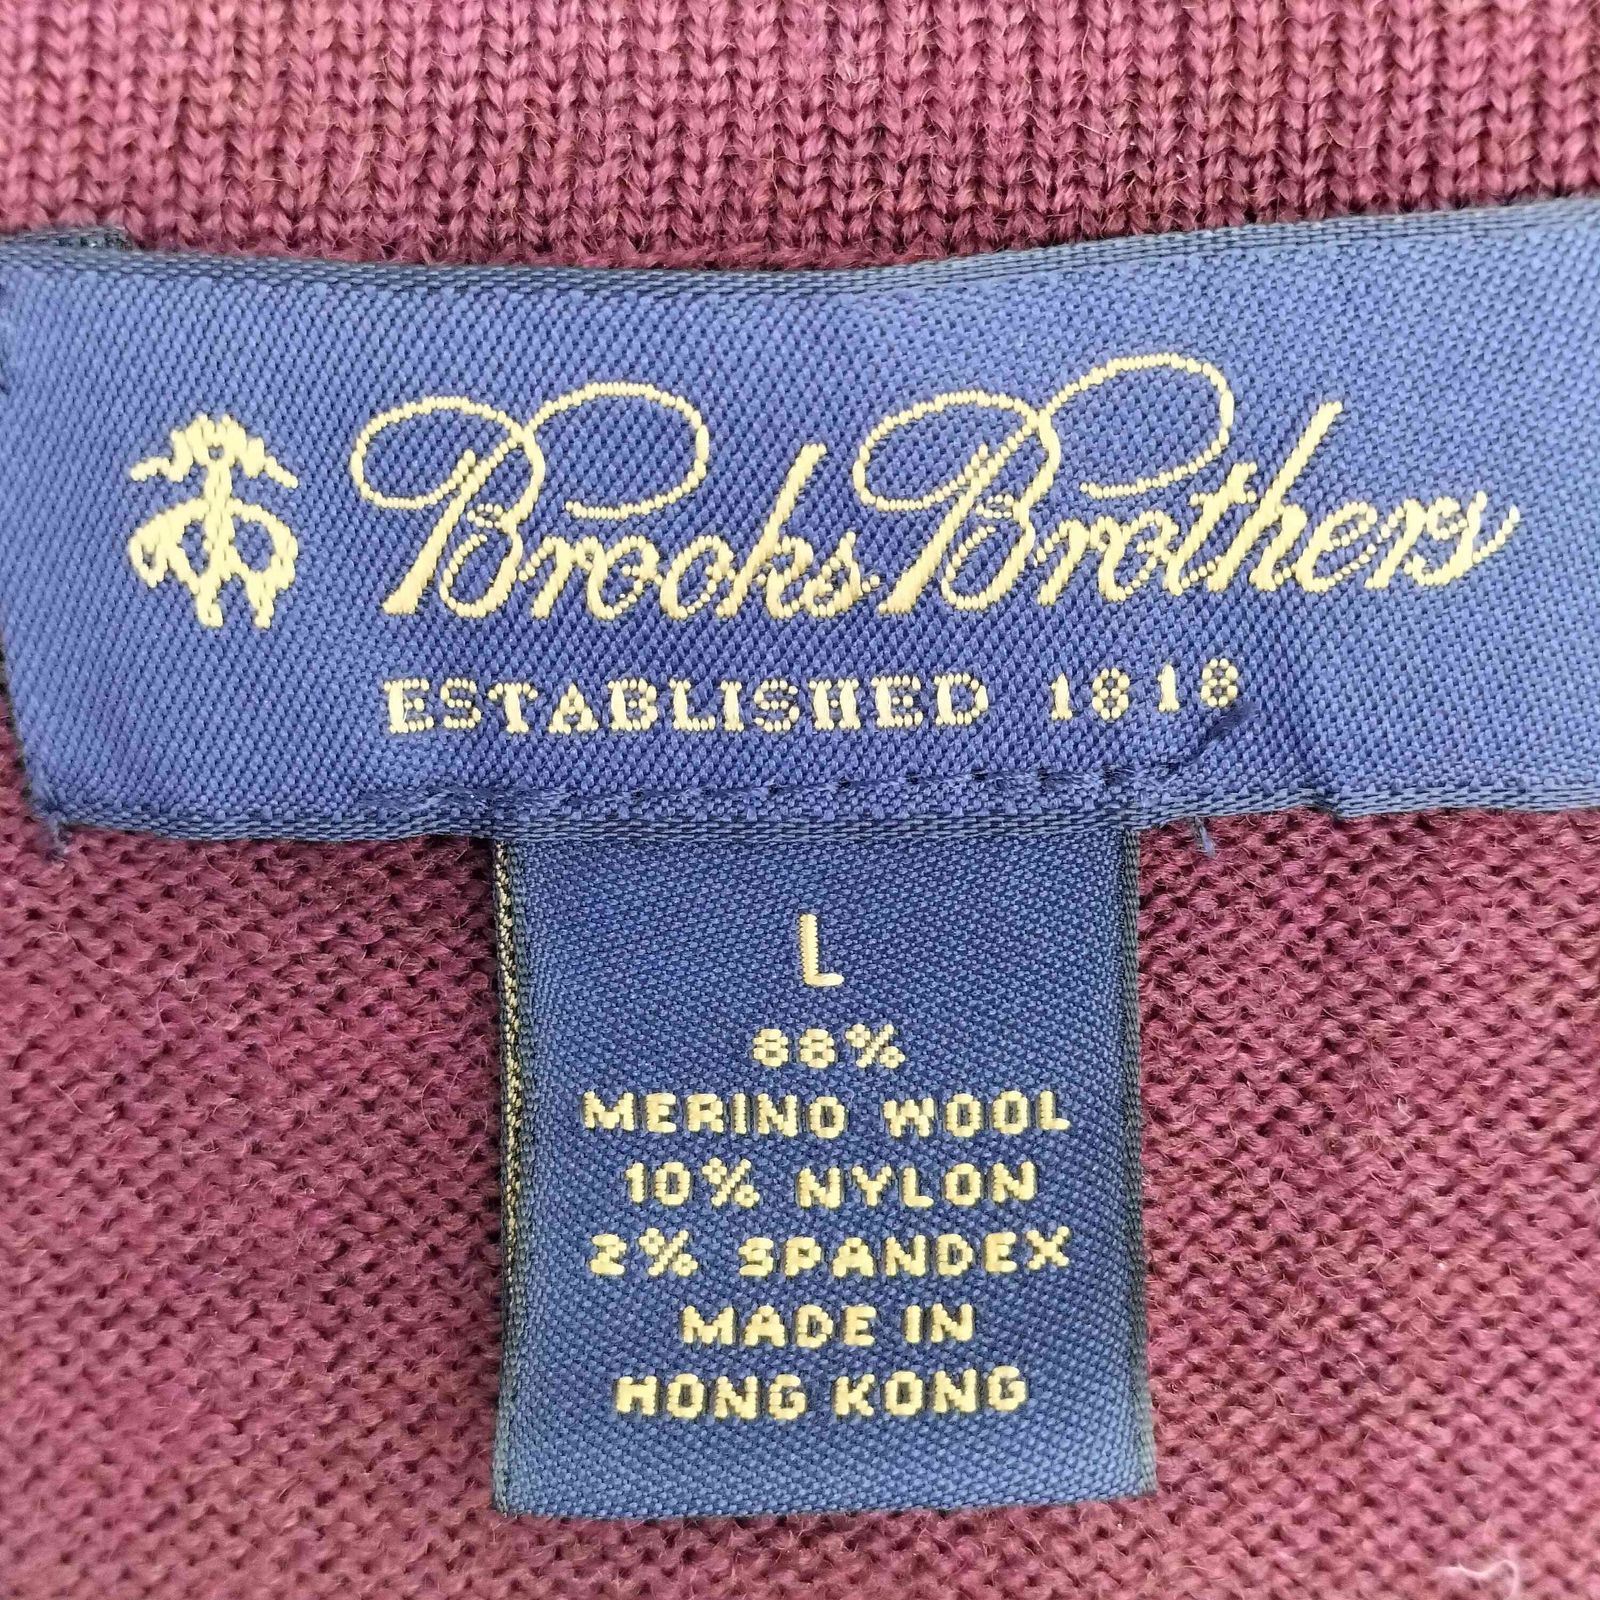 Brooks Brothers
ESTABLISHED 1818
L
88%
MERINO WOOL
10% NYLON
2% SPANDEX
MADE IN
HONG KONG